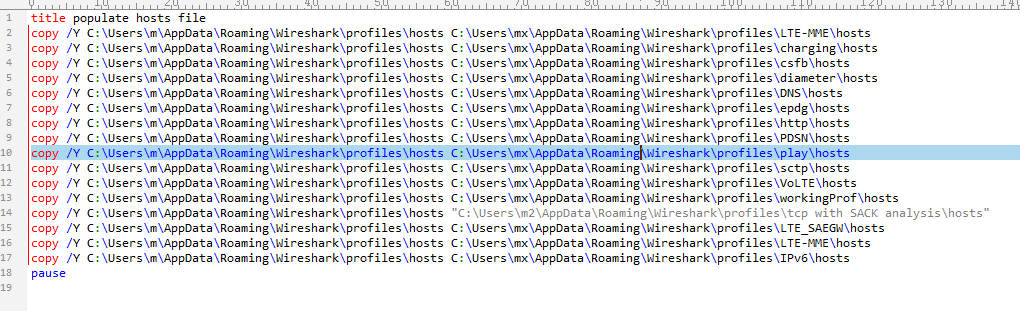 0 10 20 30 40 50 60 70 80 90 100 110 120 130 140
1 title populate hosts file
2 copy /Y C:\Users\m\AppData\Roaming\Wireshark\profiles\hosts C:\Users\mx\AppData\Roaming\Wireshark\profiles\LTE-MME\hosts
3 copy /Y C:\Users\m\AppData\Roaming\Wireshark\profiles\hosts C:\Users\mx\AppData\Roaming\Wireshark\profiles\charging\hosts
4 copy /Y C:\Users\m\AppData\Roaming\Wireshark\profiles\hosts C:\Users\mx\AppData\Roaming\Wireshark\profiles\csfb\hosts
5 copy /Y C:\Users\m\AppData\Roaming\Wireshark\profiles\hosts C:\Users\mx\AppData\Roaming\Wireshark\profiles\diameter\hosts
6 copy /Y C:\Users\m\AppData\Roaming\Wireshark\profiles\hosts C:\Users\mx\AppData\Roaming\Wireshark\profiles\DNS\hosts
7 copy /Y C:\Users\m\AppData\Roaming\Wireshark\profiles\hosts C:\Users\mx\AppData\Roaming\Wireshark\profiles\epdg\hosts
8 copy /Y C:\Users\m\AppData\Roaming\Wireshark\profiles\hosts C:\Users\mx\AppData\Roaming\Wireshark\profiles\http\hosts
9 copy /Y C:\Users\m\AppData\Roaming\Wireshark\profiles\hosts C:\Users\mx\AppData\Roaming\Wireshark\profiles\PDSN\hosts
10 copy /Y C:\Users\m\AppData\Roaming\Wireshark\profiles\hosts C:\Users\mx\AppData\Roaming\Wireshark\profiles\play\hosts
11 copy /Y C:\Users\m\AppData\Roaming\Wireshark\profiles\hosts C:\Users\mx\AppData\Roaming\Wireshark\profiles\sctp\hosts
12 copy /Y C:\Users\m\AppData\Roaming\Wireshark\profiles\hosts C:\Users\mx\AppData\Roaming\Wireshark\profiles\VoLTE\hosts
13 copy /Y C:\Users\m\AppData\Roaming\Wireshark\profiles\hosts C:\Users\mx\AppData\Roaming\Wireshark\profiles\workingProf\hosts
14 copy /Y C:\Users\m\AppData\Roaming\Wireshark\profiles\hosts "C:\Users\m2\AppData\Roaming\Wireshark\profiles\tcp with SACK analysis\hosts"
15 copy /Y C:\Users\m\AppData\Roaming\Wireshark\profiles\hosts C:\Users\mx\AppData\Roaming\Wireshark\profiles\LTE_SAEGW\hosts
16 copy /Y C:\Users\m\AppData\Roaming\Wireshark\profiles\hosts C:\Users\mx\AppData\Roaming\Wireshark\profiles\LTE-MME\hosts
17 copy /Y C:\Users\m\AppData\Roaming\Wireshark\profiles\hosts C:\Users\mx\AppData\Roaming\Wireshark\profiles\IPv6\hosts
18 pause
19